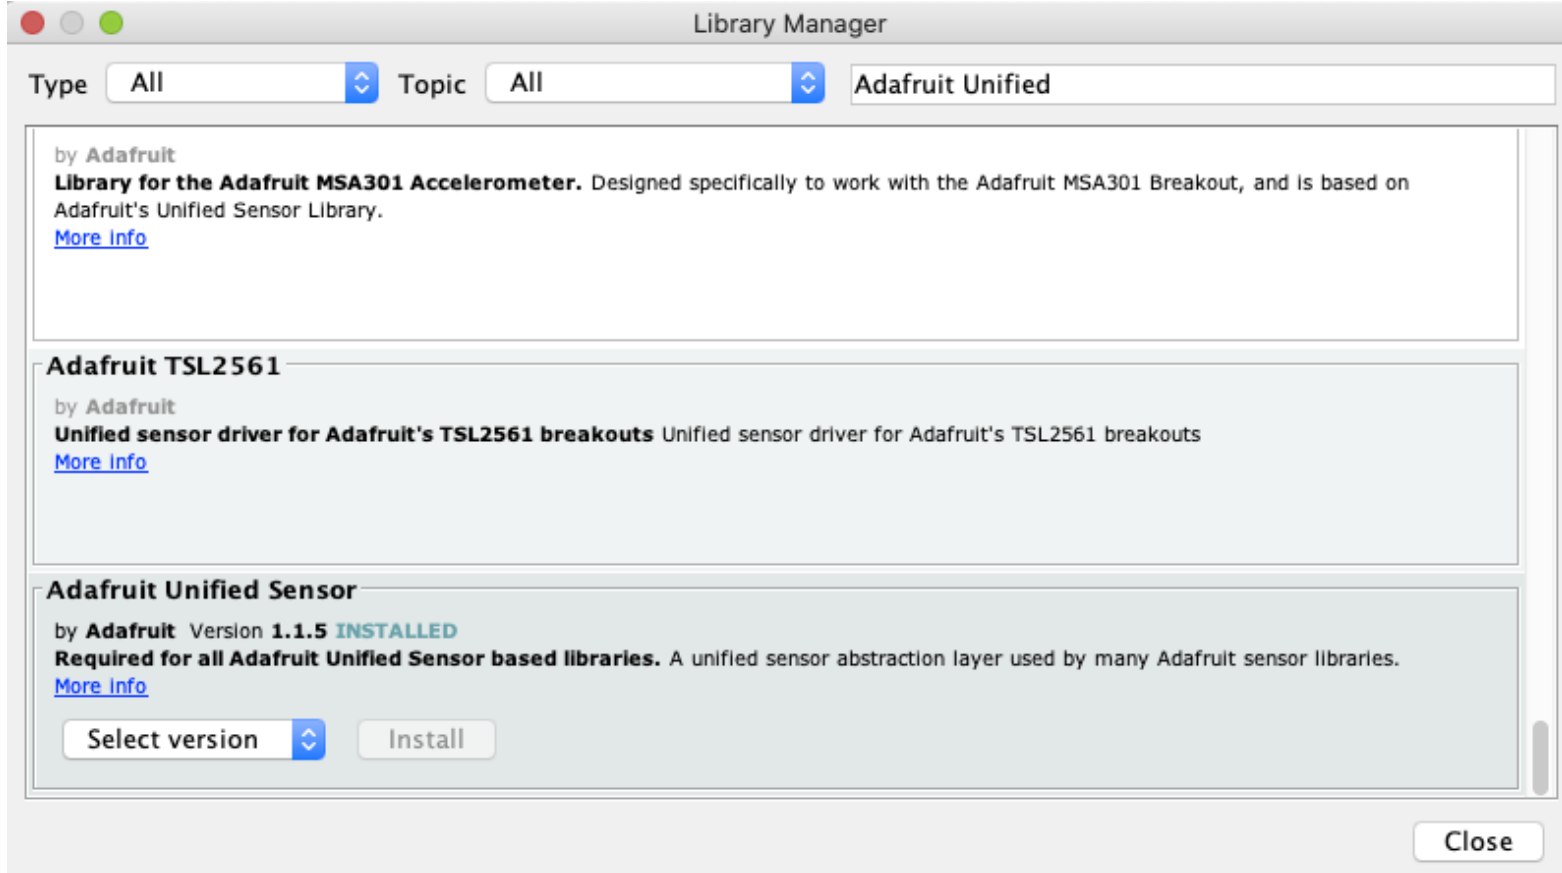 Library Manager
Type All Topic All Adafruit Unified
by Adafruit
Library for the Adafruit MSA301 Accelerometer. Designed specifically to work with the Adafruit MSA301 Breakout, and is based on
Adafruit's Unified Sensor Library.
More info
Adafruit TSL2561
by Adafruit
Unified sensor driver for Adafruit's TSL2561 breakouts Unified sensor driver for Adafruit's TSL2561 breakouts
More info
Adafruit Unified Sensor
by Adafruit Version 1.1.5 INSTALLED
Required for all Adafruit Unified Sensor based libraries. A unified sensor abstraction layer used by many Adafruit sensor libraries.
More info
Select version Install
Close